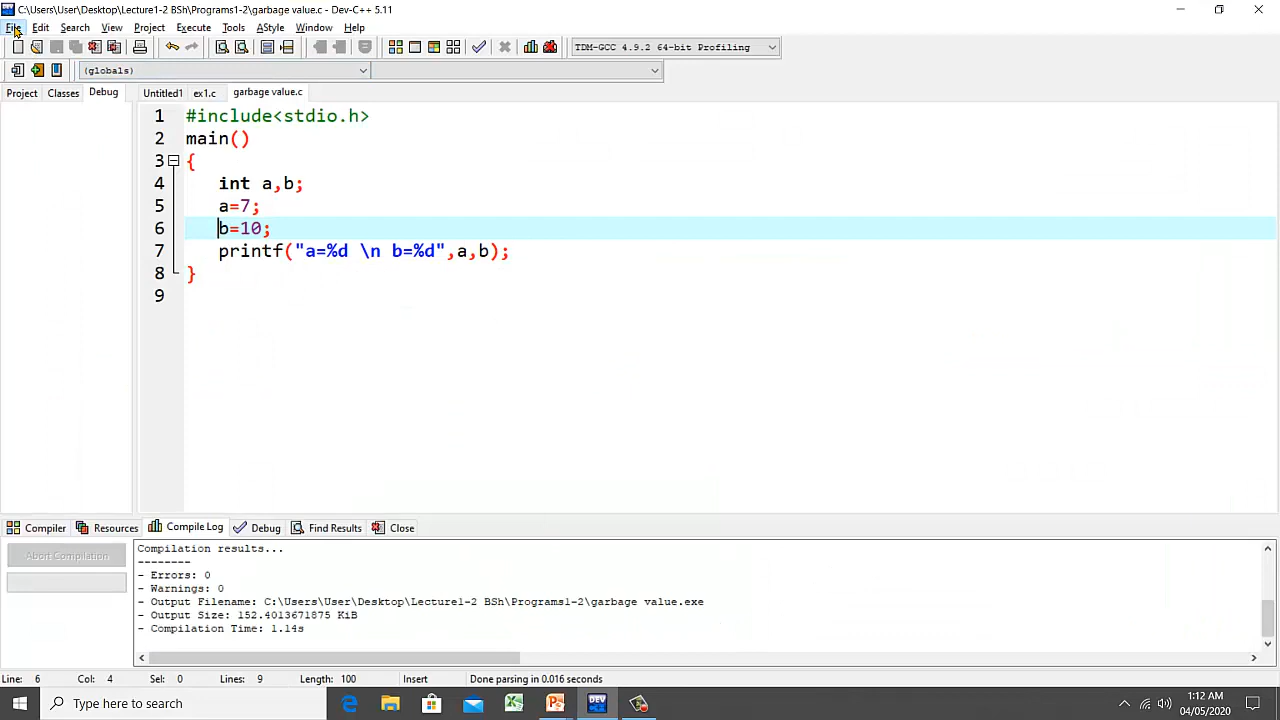 C:\Users\User\Desktop\Lecture1-2 BSh\Programs1-2\garbage value.c - Dev-C++ 5.11
File Edit Search View Project Execute Tools AStyle Window Help
TDM-GCC 4.9.2 64-bit Profiling
(globals)
Project Classes Debug Untitled1 ex1.c garbage value.c
1 #include<stdio.h>
2 main()
3 {
4 int a,b;
5 a=7;
6 b=10;
7 printf("a=%d \n b=%d",a,b);
8 }
9
Compiler Resources Compile Log Debug Find Results Close
Abort Compilation
Compilation results...
--------
- Errors: 0
- Warnings: 0
- Output Filename: C:\Users\User\Desktop\Lecture1-2 BSh\Programs1-2\garbage value.exe
- Output Size: 152.4013671875 KiB
- Compilation Time: 1.14s
Line: 6 Col: 4 Sel: 0 Lines: 9 Length: 100 Insert Done parsing in 0.016 seconds
Type here to search
DEV
1:12 AM
04/05/2020